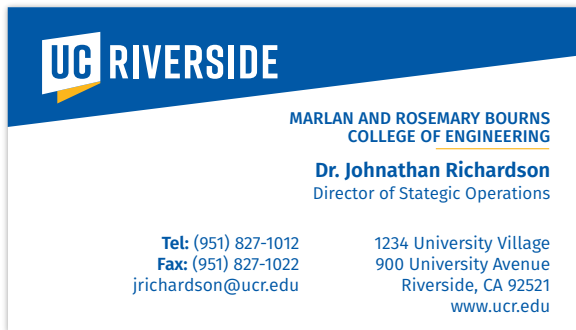 UC RIVERSIDE
MARLAN AND ROSEMARY BOURNS
COLLEGE OF ENGINEERING
Dr. Johnathan Richardson
Director of Stategic Operations
Tel: (951) 827-1012
Fax: (951) 827-1022
jrichardson@ucr.edu
1234 University Village
900 University Avenue
Riverside, CA 92521
www.ucr.edu